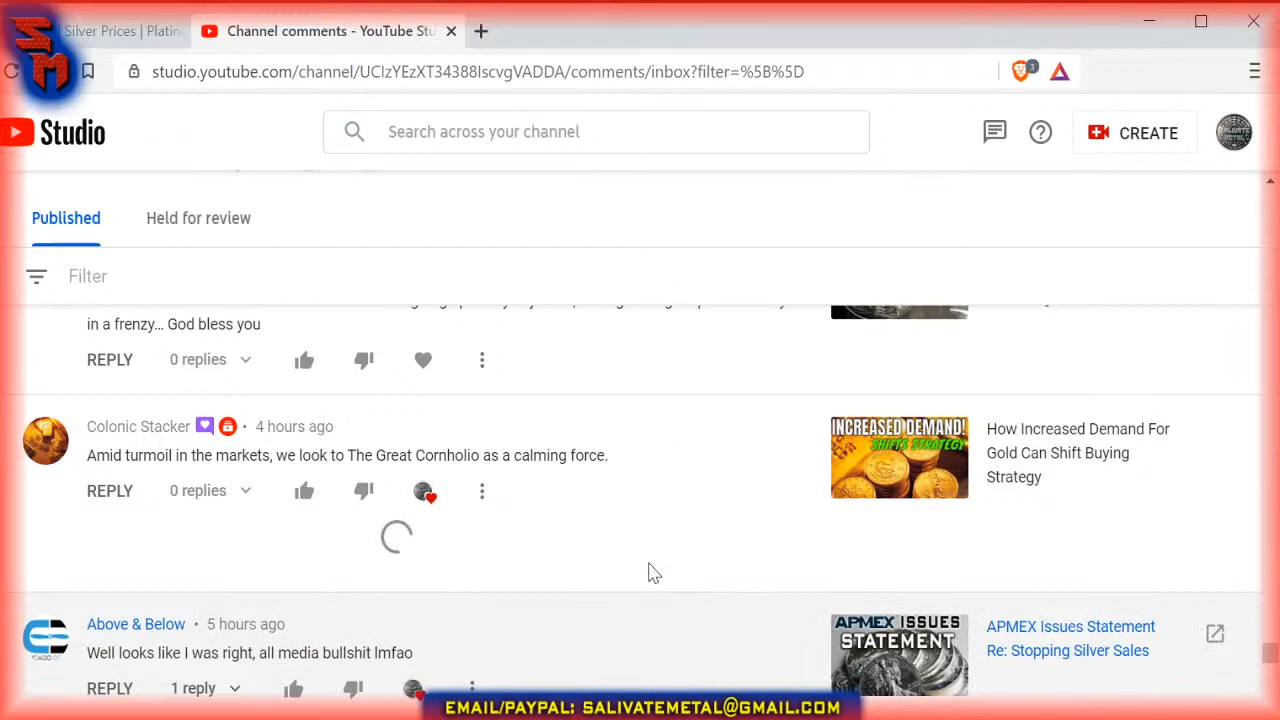 SM
Silver Prices | Platin
Channel comments - YouTube Stu
studio.youtube.com/channel/UCIzYEzXT34388IscvgVADDA/comments/inbox?filter=%5B%5D
3
Studio
Search across your channel
CREATE
Published
Held for review
Filter
in a frenzy... God bless you
REPLY 0 replies
Colonic Stacker • 4 hours ago
Amid turmoil in the markets, we look to The Great Cornholio as a calming force.
REPLY 0 replies
INCREASED DEMAND!
SHIFTS STRATEGY
How Increased Demand For
Gold Can Shift Buying
Strategy
Above & Below • 5 hours ago
Well looks like I was right, all media bullshit lmfao
REPLY 1 reply
APMEX ISSUES
STATEMENT
APMEX Issues Statement
Re: Stopping Silver Sales
EMAIL/PAYPAL: SALIVATEMETAL@GMAIL.COM